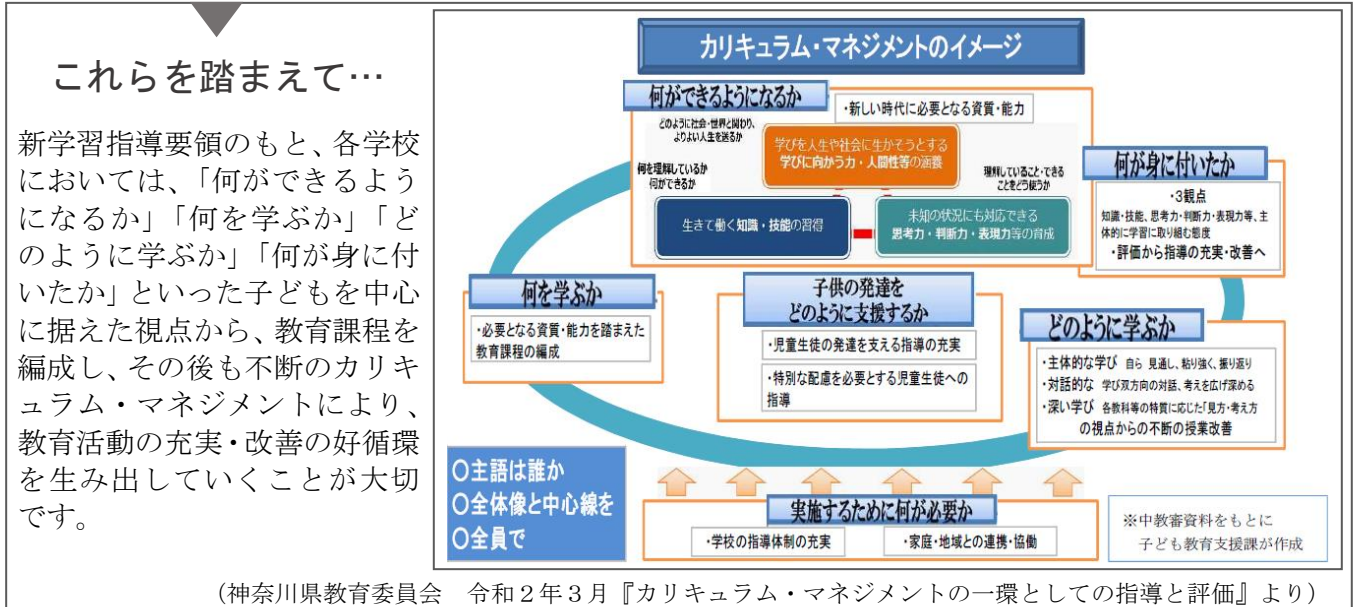 これらを踏まえて…
新学習指導要領のもと、各学校
においては、「何ができるよう
になるか」「何を学ぶか」「ど
のように学ぶか」「何が身に付
いたか」といった子どもを中心
に据えた視点から、教育課程を
編成し、その後も不断のカリキ
ュラム・マネジメントにより、
教育活動の充実・改善の好循環
を生み出していくことが大切
です。
カリキュラム・マネジメントのイメージ
何ができるようになるか
・新しい時代に必要となる資質・能力
どのように社会・世界と関わり、
よりよい人生を送るか
学びを人生や社会に生かそうとする
学びに向かう力・人間性等の涵養
何を理解しているか
何ができるか
理解していること・できる
ことをどう使うか
生きて働く知識・技能の習得
未知の状況にも対応できる
思考力・判断力・表現力等の育成
何が身に付いたか
・3観点
知識・技能、思考力・判断力・表現力等、主
体的に学習に取り組む態度
・評価から指導の充実・改善へ
何を学ぶか
・必要となる資質・能力を踏まえた
教育課程の編成
子供の発達を
どのように支援するか
・児童生徒の発達を支える指導の充実
・特別な配慮を必要とする児童生徒への
指導
どのように学ぶか
・主体的な学び 自ら 見通し、粘り強く、振り返り
・対話的な 学び双方向の対話、考えを広げ深める
・深い学び 各教科等の特質に応じた「見方・考え方
の視点からの不断の授業改善
〇主語は誰か
〇全体像と中心線を
〇全員で
実施するために何が必要か
・学校の指導体制の充実
・家庭・地域との連携・協働
※中教審資料をもとに
子ども教育支援課が作成
(神奈川県教育委員会 令和2年3月『カリキュラム・マネジメントの一環としての指導と評価』より)